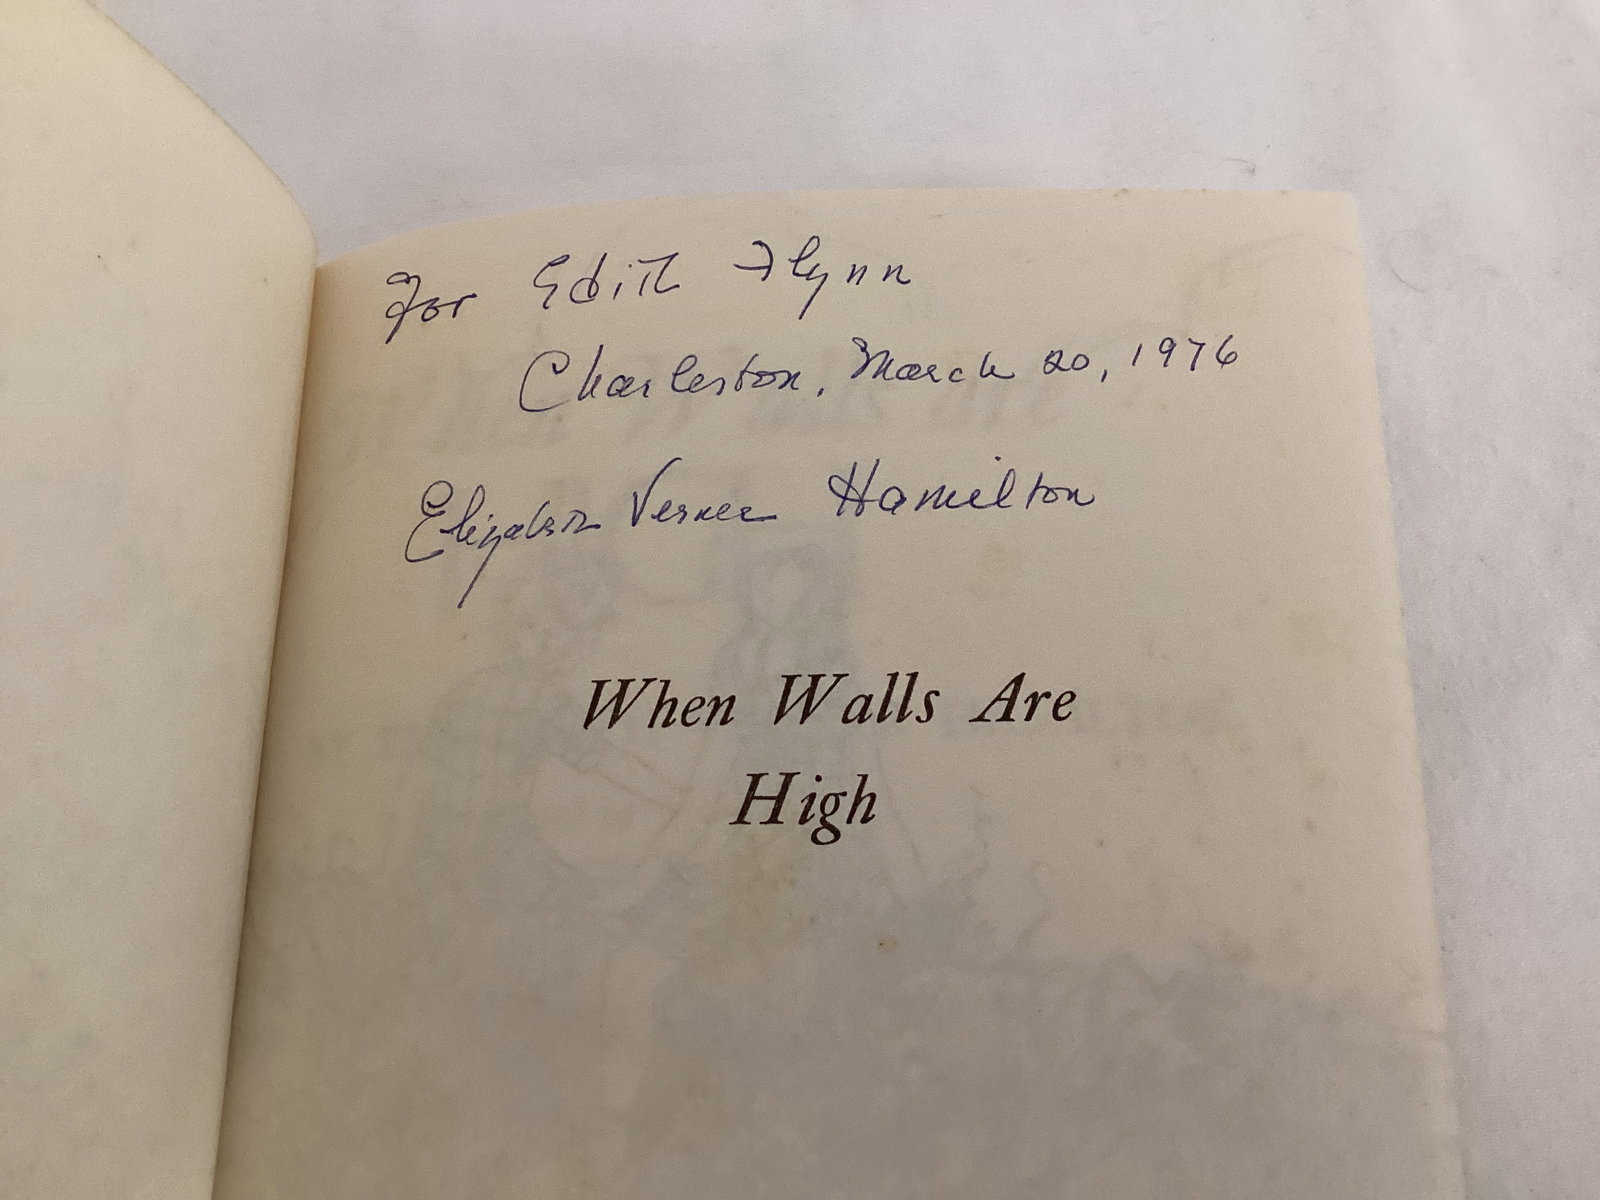 For Edith Flynn
Charleston, March 20, 1976
Elizabeth Verner Hamilton
When Walls Are
High